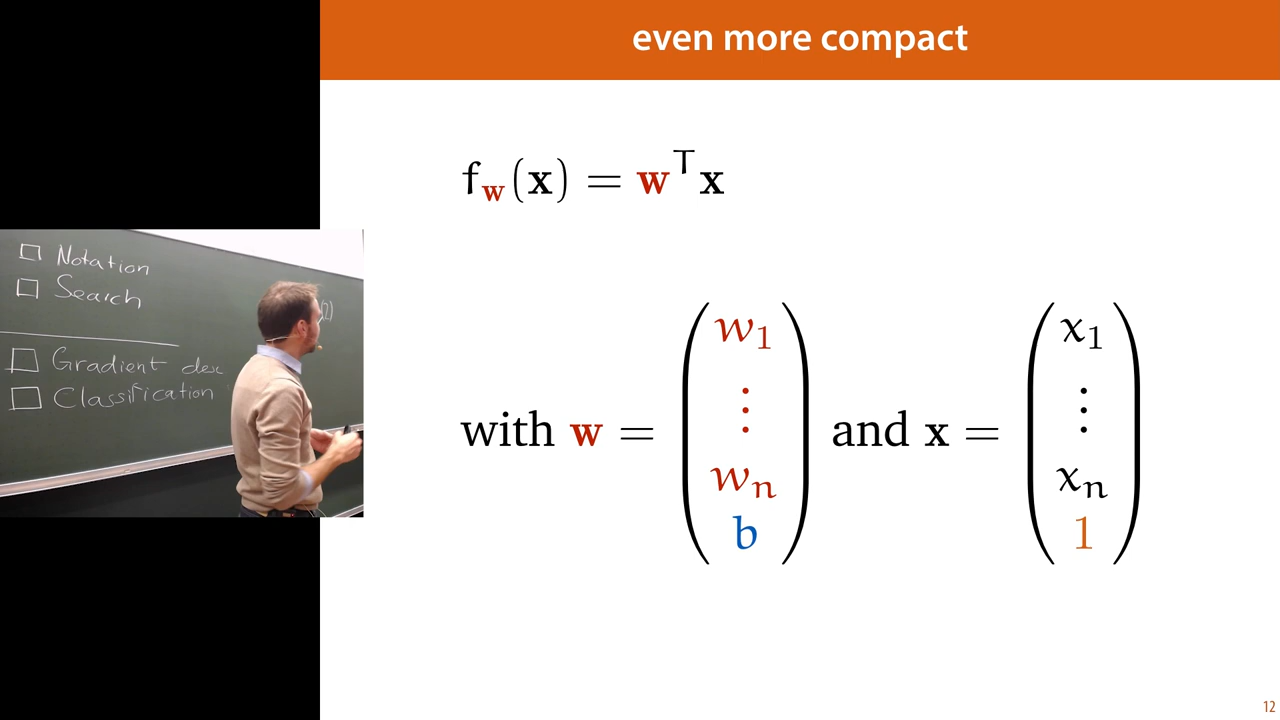 even more compact
f_w(x) = w^T x
with w = (w_1 ⋮ w_n b) and x = (x_1 ⋮ x_n 1)
Notation
Search
Gradient
Classification
12